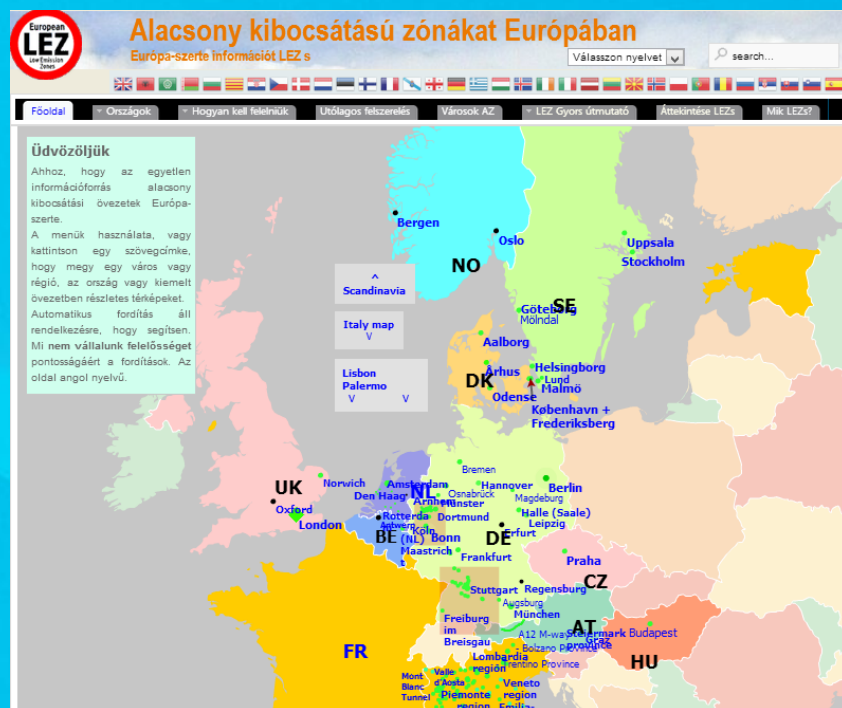 European
LEZ
Low Emission
Zones
Alacsony kibocsátású zónákat Európában
Európa-szerte információt LEZ s
Válasszon nyelvet
search...
Főoldal
Országok
Hogyan kell felelniük
Utólagos felszerelés
Városok AZ
LEZ Gyors útmutató
Áttekintése LEZs
Mik LEZs?
Üdvözöljük
Ahhoz, hogy az egyetlen
információforrás alacsony
kibocsátási övezetek Európa-
szerte.
A menük használata, vagy
kattintson egy szövegcímke,
hogy megy egy város vagy
régió, az ország vagy kiemelt
övezetben részletes térképeket.
Automatikus fordítás áll
rendelkezésre, hogy segítsen.
Mi nem vállalunk felelősséget
pontosságáért a fordítások. Az
oldal angol nyelvű.
Bergen
Oslo
NO
Uppsala
Stockholm
^
Scandinavia
Italy map
V
Lisbon
Palermo
V V
SE
Göteborg
Mölndal
Aalborg
Århus
DK
Odense
Helsingborg
Lund
Malmö
København +
Frederiksberg
UK
Norwich
Oxford
London
Amsterdam
NL
Den Haag
Arnhem
Rotterda
Antwerp
BE
(NL)
Maastrich
t
Bremen
Hannover
Osnabrück
Münster
Magdeburg
Berlin
Dortmund
Halle (Saale)
Leipzig
Köln
Bonn
DE
Erfurt
Frankfurt
Praha
CZ
Stuttgart
Regensburg
Augsburg
München
Freiburg
im
Breisgau
AT
A12 M-way
Steiermark
Graz
province
Budapest
HU
Bolzano Province
Trentino Province
FR
Lombardia
region
Mont
Blanc
Tunnel
Valle
d'Aosta
Piemonte
region
Veneto
region
Emilia-